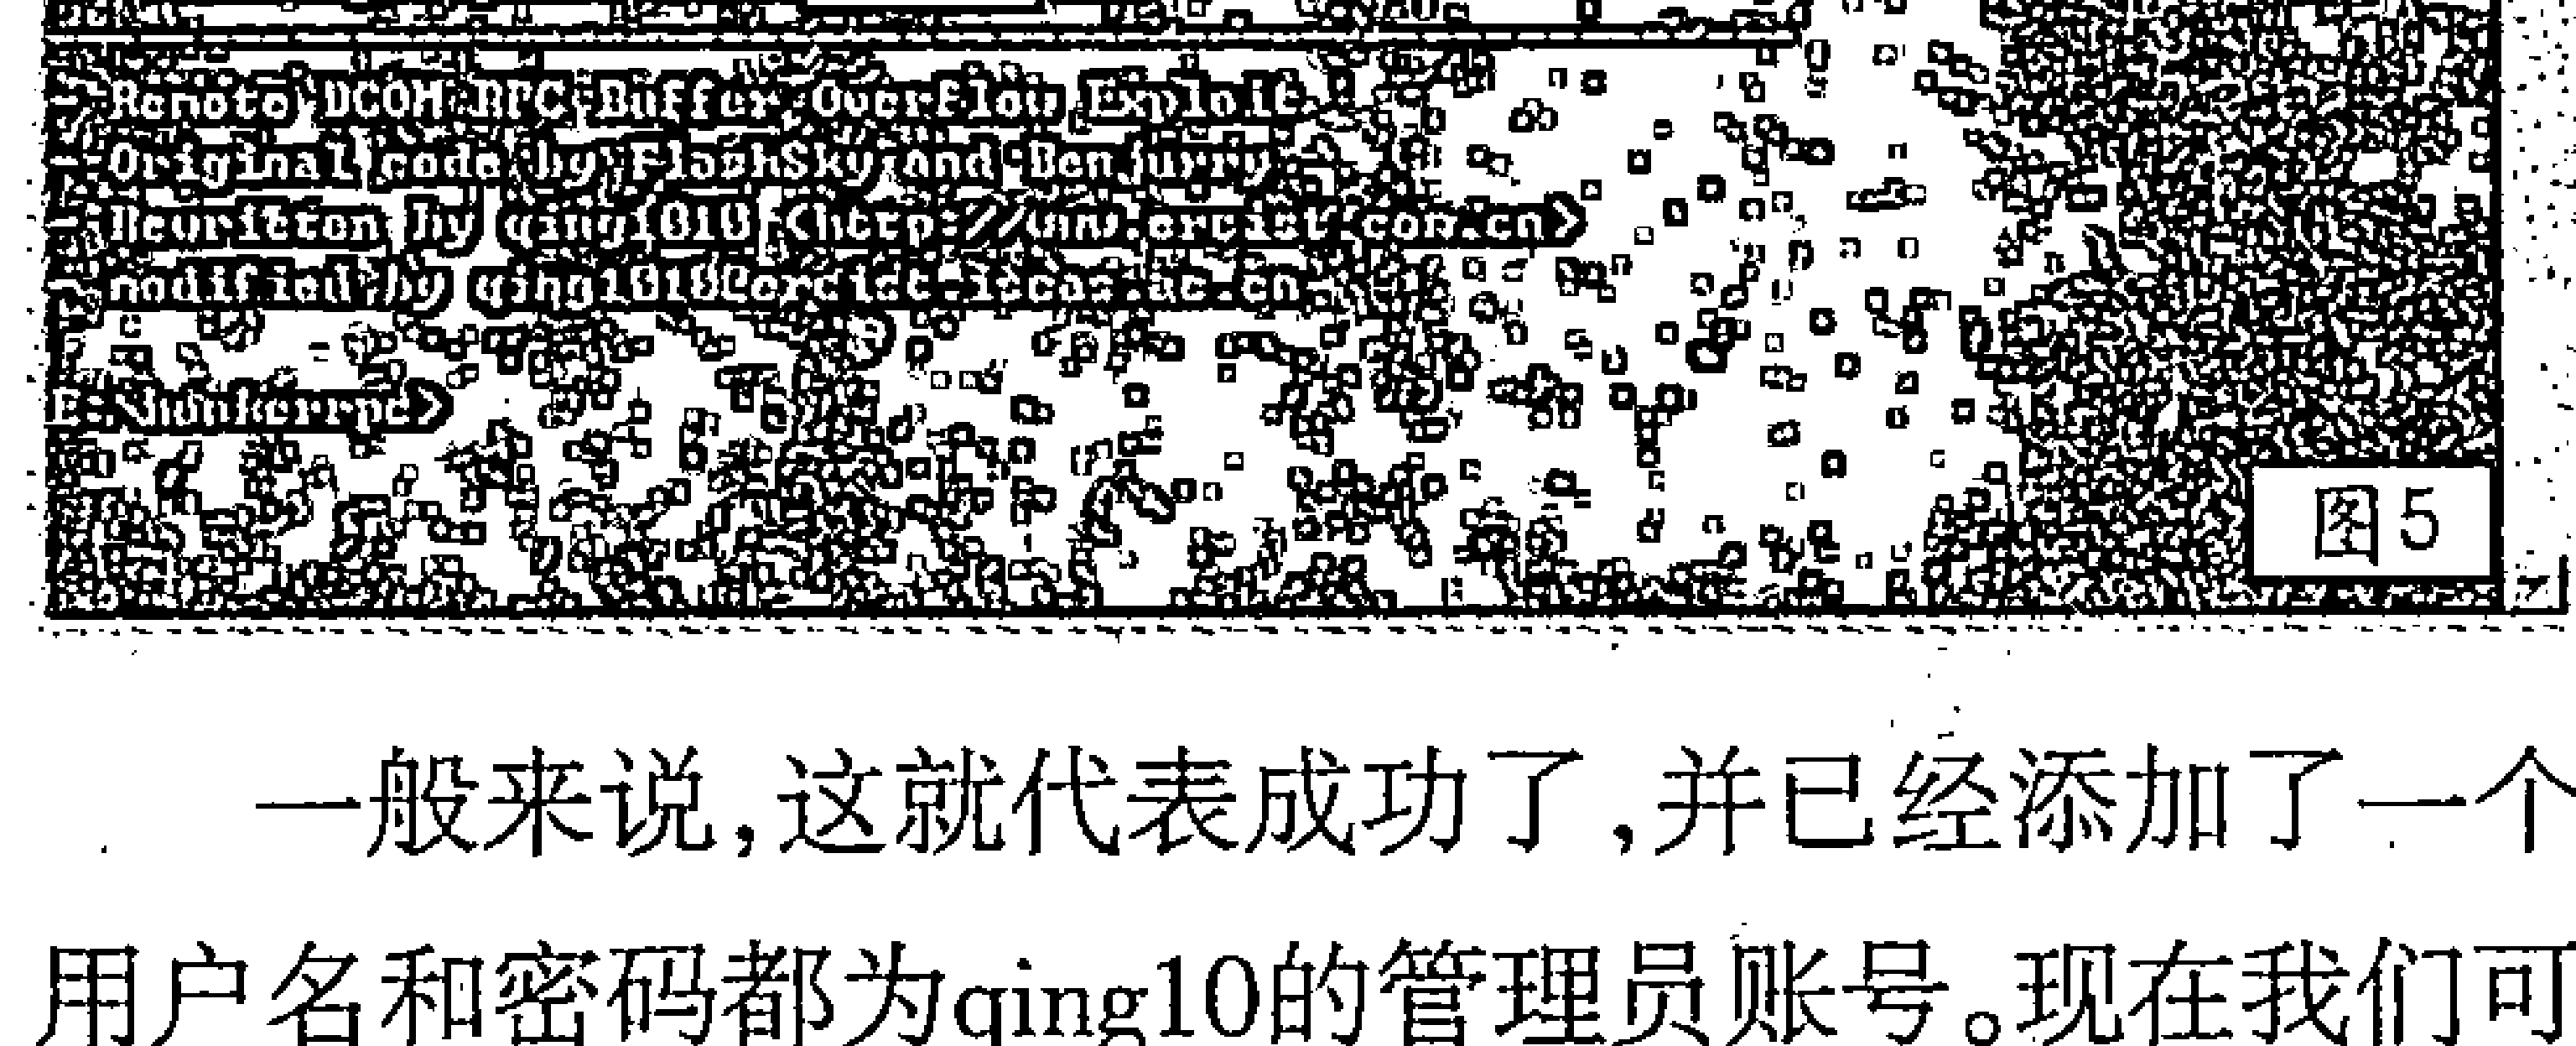 - Remote DCOM RPC Buffer Overflow Exploit
- Original code by FlashSky and Benjurry
- Rewritten by
- modified by
图5
一般来说,这就代表成功了,并已经添加了一个
用户名和密码都为qing10的管理员账号。现在我们可